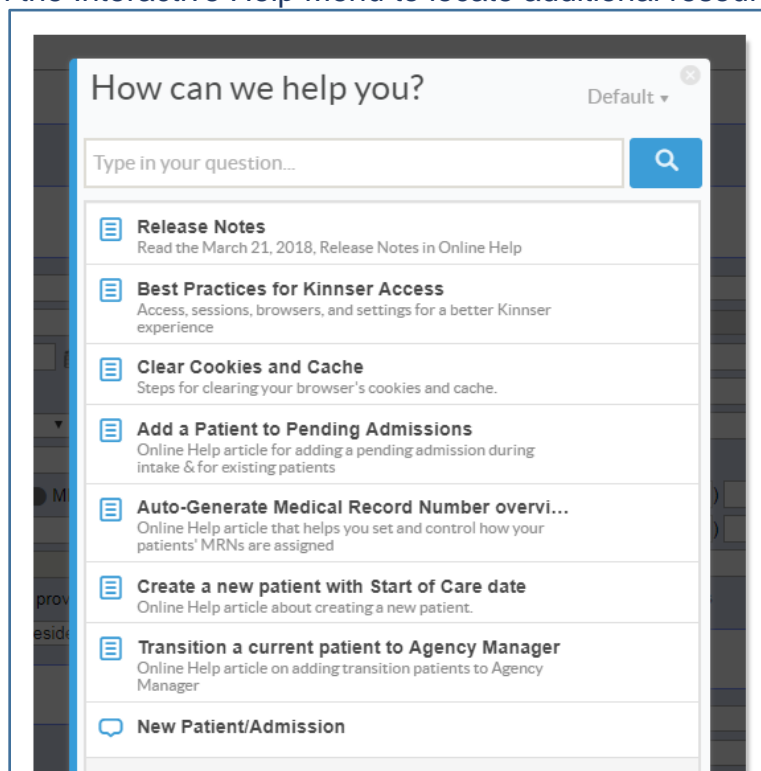 the Interactive Help Menu to locate additional
How can we help you?
Default ▾
Type in your question...
Release Notes
Read the March 21, 2018, Release Notes in Online Help
Best Practices for Kinnser Access
Access, sessions, browsers, and settings for a better Kinnser
experience
Clear Cookies and Cache
Steps for clearing your browser's cookies and cache.
Add a Patient to Pending Admissions
Online Help article for adding a pending admission during
intake & for existing patients
Auto-Generate Medical Record Number overvi...
Online Help article that helps you set and control how your
patients' MRNs are assigned
Create a new patient with Start of Care date
Online Help article about creating a new patient.
Transition a current patient to Agency Manager
Online Help article on adding transition patients to Agency
Manager
New Patient/Admission